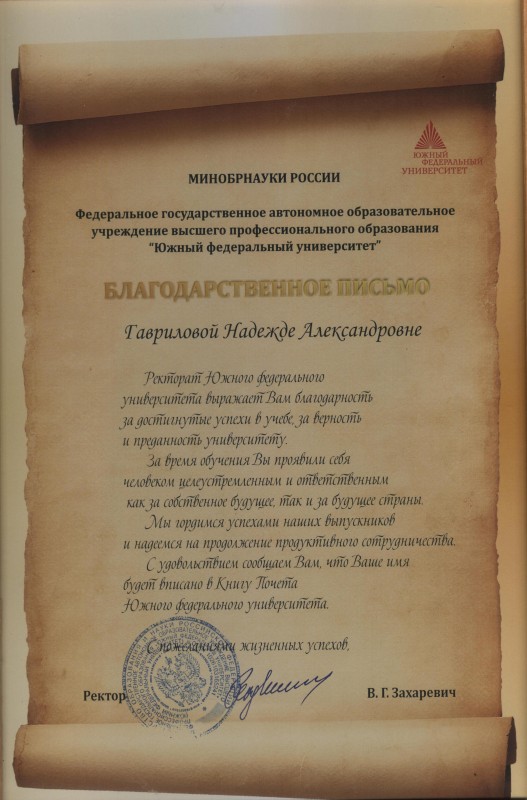 ЮЖНЫЙ
ФЕДЕРАЛЬНЫЙ
УНИВЕРСИТЕТ
МИНОБРНАУКИ РОССИИ
Федеральное государственное автономное образовательное
учреждение высшего профессионального образования
"Южный федеральный университет"
БЛАГОДАРСТВЕННОЕ ПИСЬМО
Гавриловой Надежде Александровне
Ректорат Южного федерального
университета выражает Вам благодарность
за достигнутые успехи в учебе, за верность
и преданность университету.
За время обучения Вы проявили себя
человеком целеустремленным и ответственным
как за собственное будущее, так и за будущее страны.
Мы гордимся успехами наших выпускников
и надеемся на продолжение продуктивного сотрудничества.
С удовольствием сообщаем Вам, что Ваше имя
будет вписано в Книгу Почета
Южного федерального университета.
С пожеланиями жизненных успехов,
Ректор В. Г. Захаревич